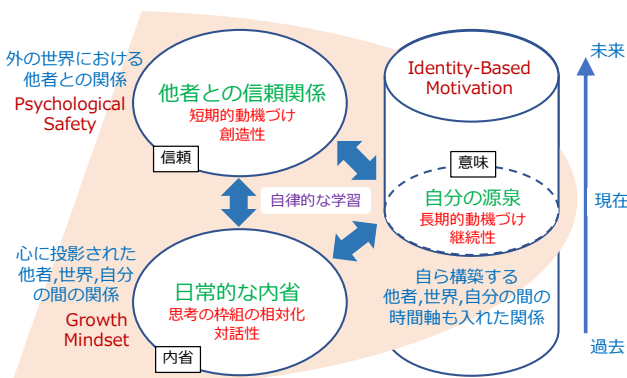 外の世界における
他者との関係
Psychological
Safety
他者との信頼関係
短期的動機づけ
創造性
信頼
Identity-Based
Motivation
未来
意味
自律的な学習
自分の源泉
長期的動機づけ
継続性
現在
心に投影された
他者,世界,自分
の間の関係
Growth
Mindset
日常的な内省
思考の枠組の相対化
対話性
内省
自ら構築する
他者,世界,自分の間の
時間軸も入れた関係
過去